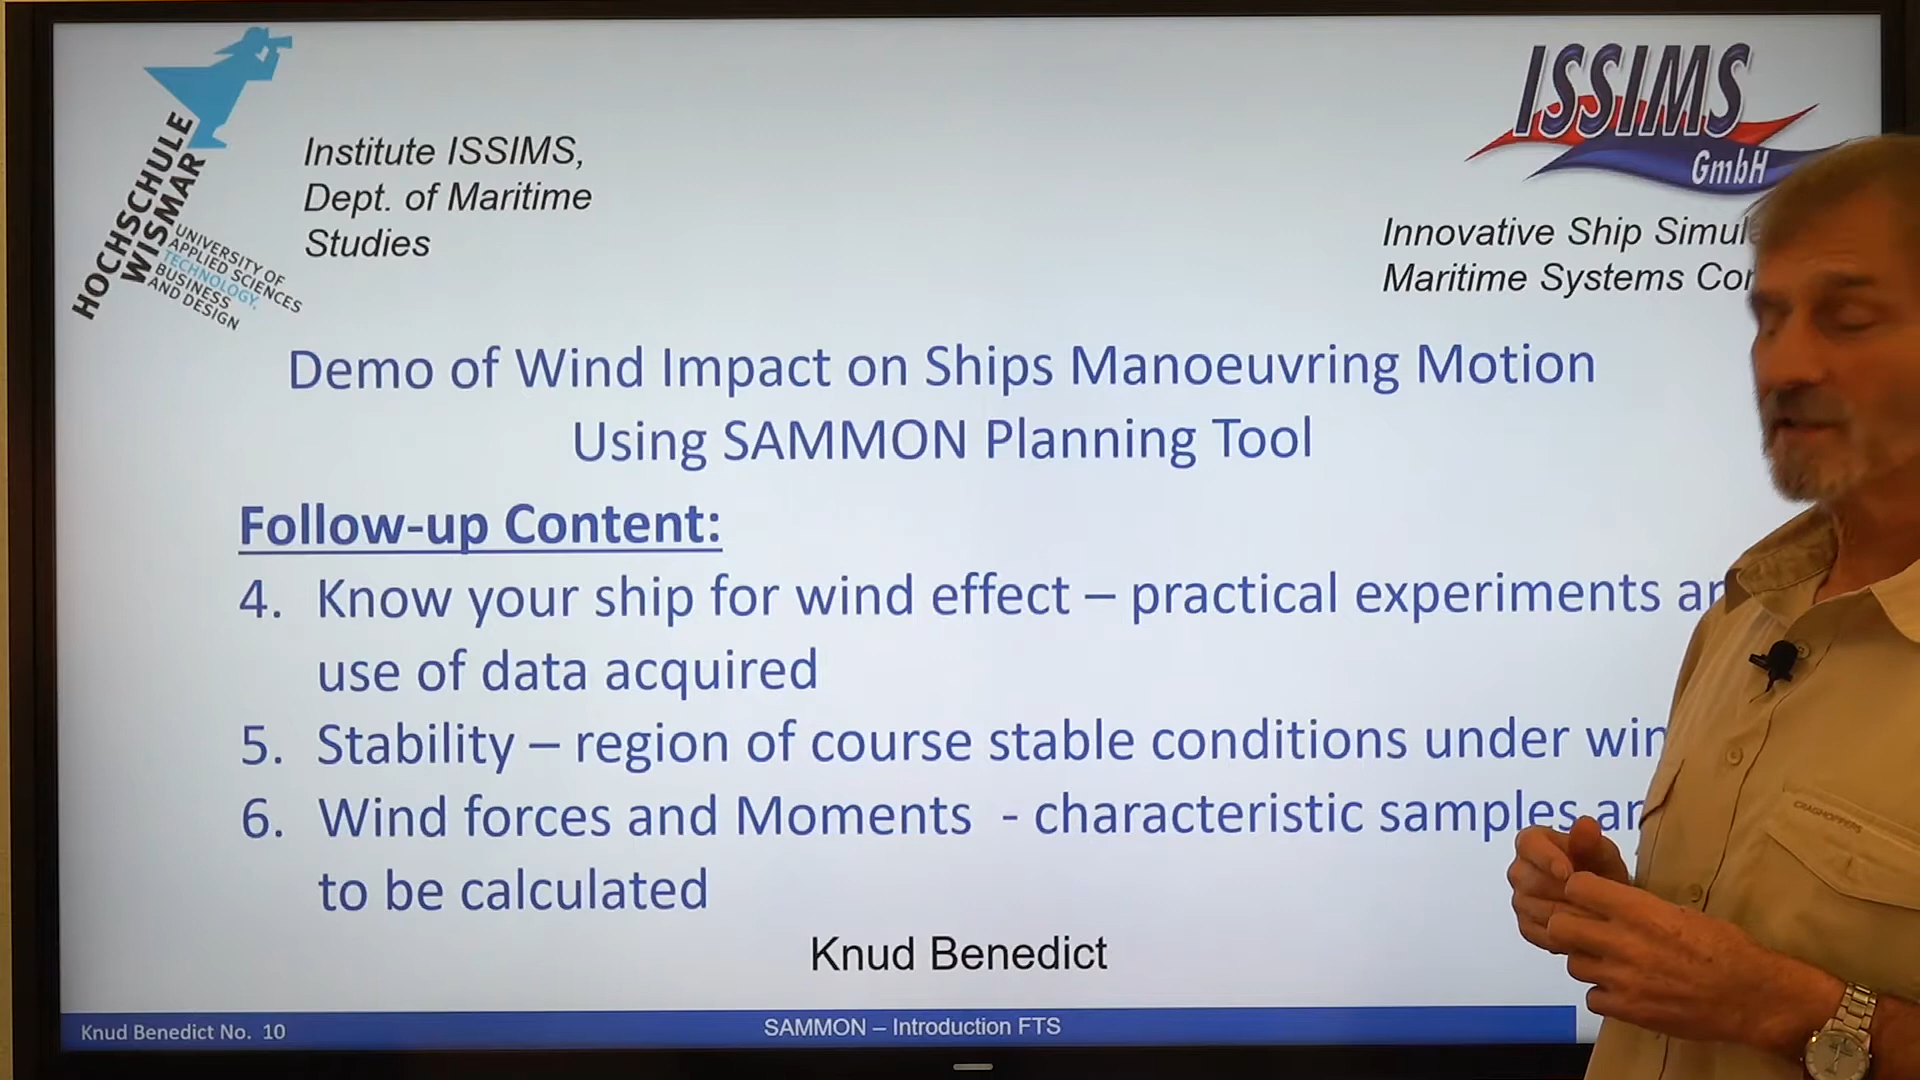 HOCHSCHULE
WISMAR
UNIVERSITY OF
APPLIED SCIENCES
TECHNOLOGY,
BUSINESS
AND DESIGN
Institute ISSIMS,
Dept. of Maritime
Studies
ISSIMS
GmbH
Innovative Ship
Maritime Systems
Demo of Wind Impact on Ships Manoeuvring Motion
Using SAMMON Planning Tool
Follow-up Content:
4. Know your ship for wind effect – practical experiments
use of data acquired
5. Stability – region of course stable conditions under
6. Wind forces and Moments - characteristic samples
to be calculated
Knud Benedict
Knud Benedict No. 10
SAMMON – Introduction FTS
CRAGHOPPERS